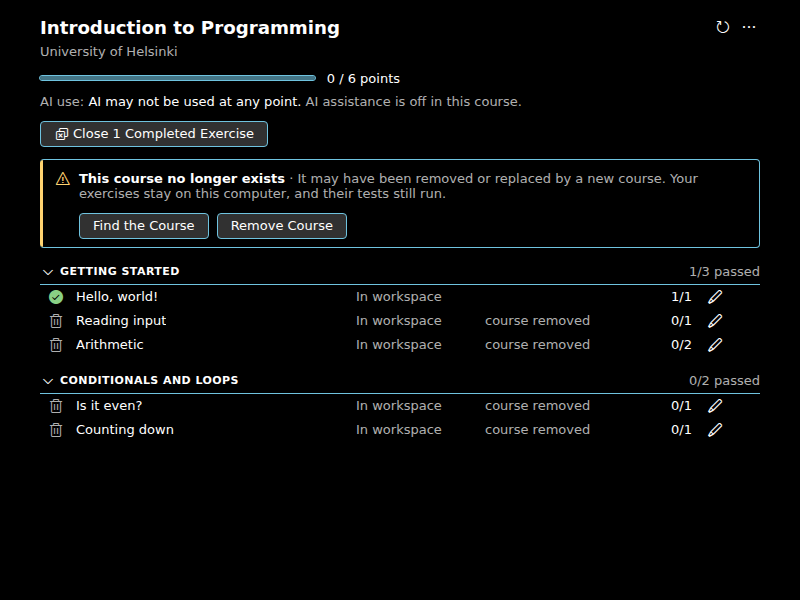 Introduction to Programming
University of Helsinki
0 / 6 points
AI use: AI may not be used at any point. AI assistance is off in this course.
Close 1 Completed Exercise
This course no longer exists · It may have been removed or replaced by a new course. Your
exercises stay on this computer, and their tests still run.
Find the Course Remove Course
GETTING STARTED 1/3 passed
Hello, world! In workspace 1/1
Reading input In workspace course removed 0/1
Arithmetic In workspace course removed 0/2
CONDITIONALS AND LOOPS 0/2 passed
Is it even? In workspace course removed 0/1
Counting down In workspace course removed 0/1